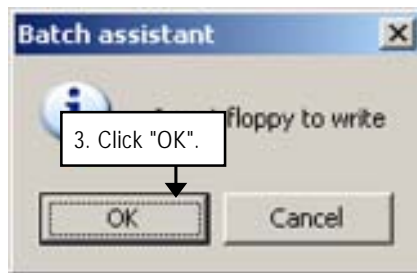 Batch assistant
floppy to write
3. Click "OK".
OK
Cancel